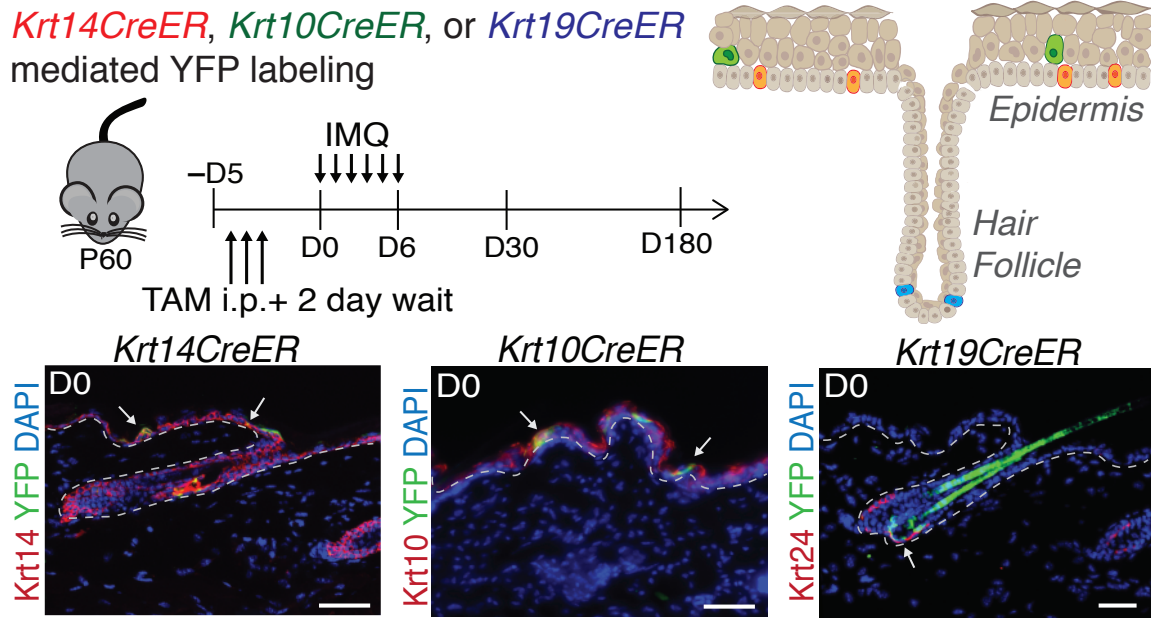 Krt14CreER, Krt10CreER, or Krt19CreER
mediated YFP labeling
P60
–D5
IMQ
D0
D6
D30
D180
TAM i.p.+ 2 day wait
Epidermis
Hair
Follicle
Krt14CreER
Krt14 YFP DAPI
D0
Krt10CreER
Krt10 YFP DAPI
D0
Krt19CreER
Krt24 YFP DAPI
D0